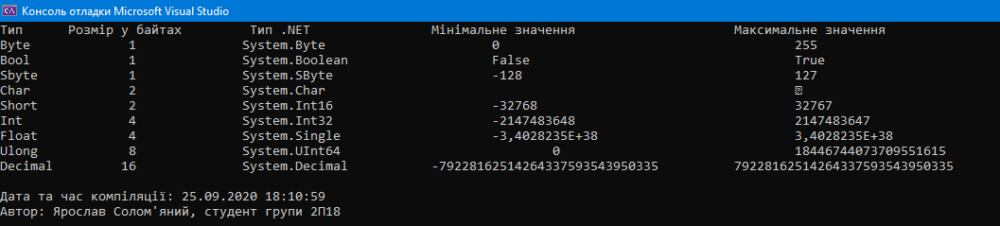 Консоль отладки Microsoft Visual Studio
Тип Розмір у байтах Тип .NET Мінімальне значення Максимальне значення
Byte 1 System.Byte 0 255
Bool 1 System.Boolean False True
Sbyte 1 System.SByte -128 127
Char 2 System.Char
Short 2 System.Int16 -32768 32767
Int 4 System.Int32 -2147483648 2147483647
Float 4 System.Single -3,4028235E+38 3,4028235E+38
Ulong 8 System.UInt64 0 18446744073709551615
Decimal 16 System.Decimal -79228162514264337593543950335 79228162514264337593543950335
Дата та час компіляції: 25.09.2020 18:10:59
Автор: Ярослав Солом'яний, студент групи 2П18